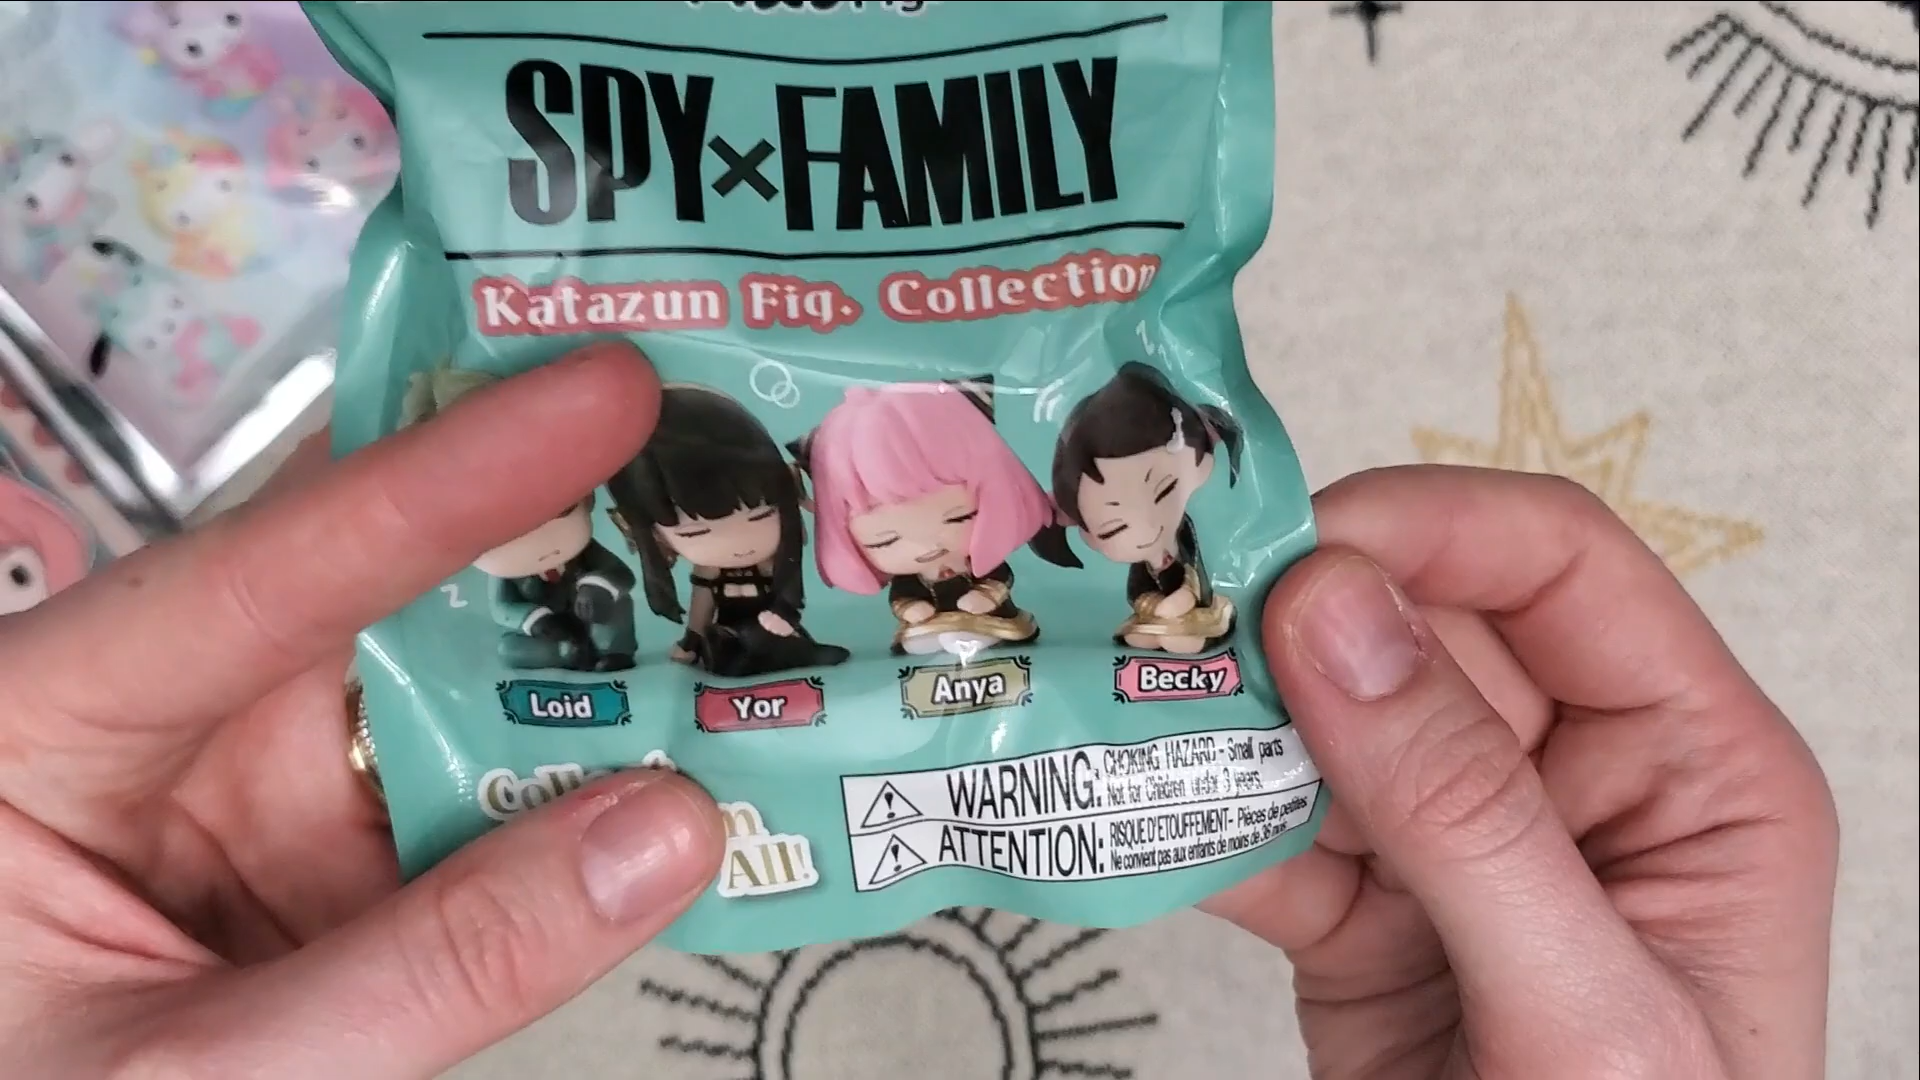 SPY×FAMILY
Katazun Fig. Collection
Loid Yor Anya Becky
All!
WARNING: CHOKING HAZARD - Small parts
Not for Children under 3 years.
ATTENTION: RISQUE D'ETOUFFEMENT - Pièces de petites
Ne convient pas aux enfants de moins de 36 mois